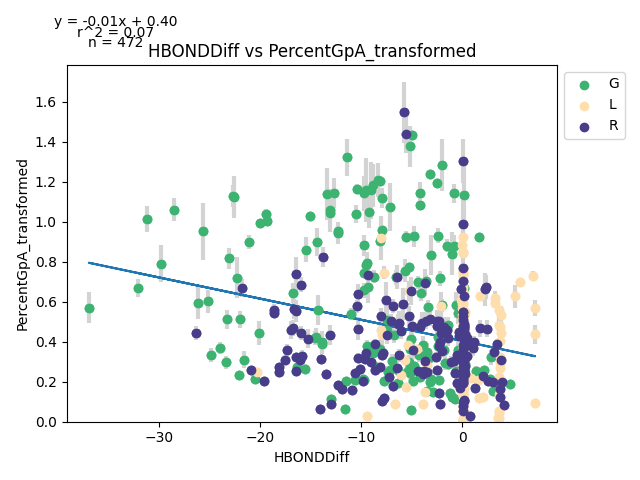 y = -0.01x + 0.40
r^2 = 0.07
n = 472
HBONDDiff vs PercentGpA_transformed
G
L
R
PercentGpA_transformed
1.6
1.4
1.2
1.0
0.8
0.6
0.4
0.2
0.0
−30
−20
−10
0
HBONDDiff